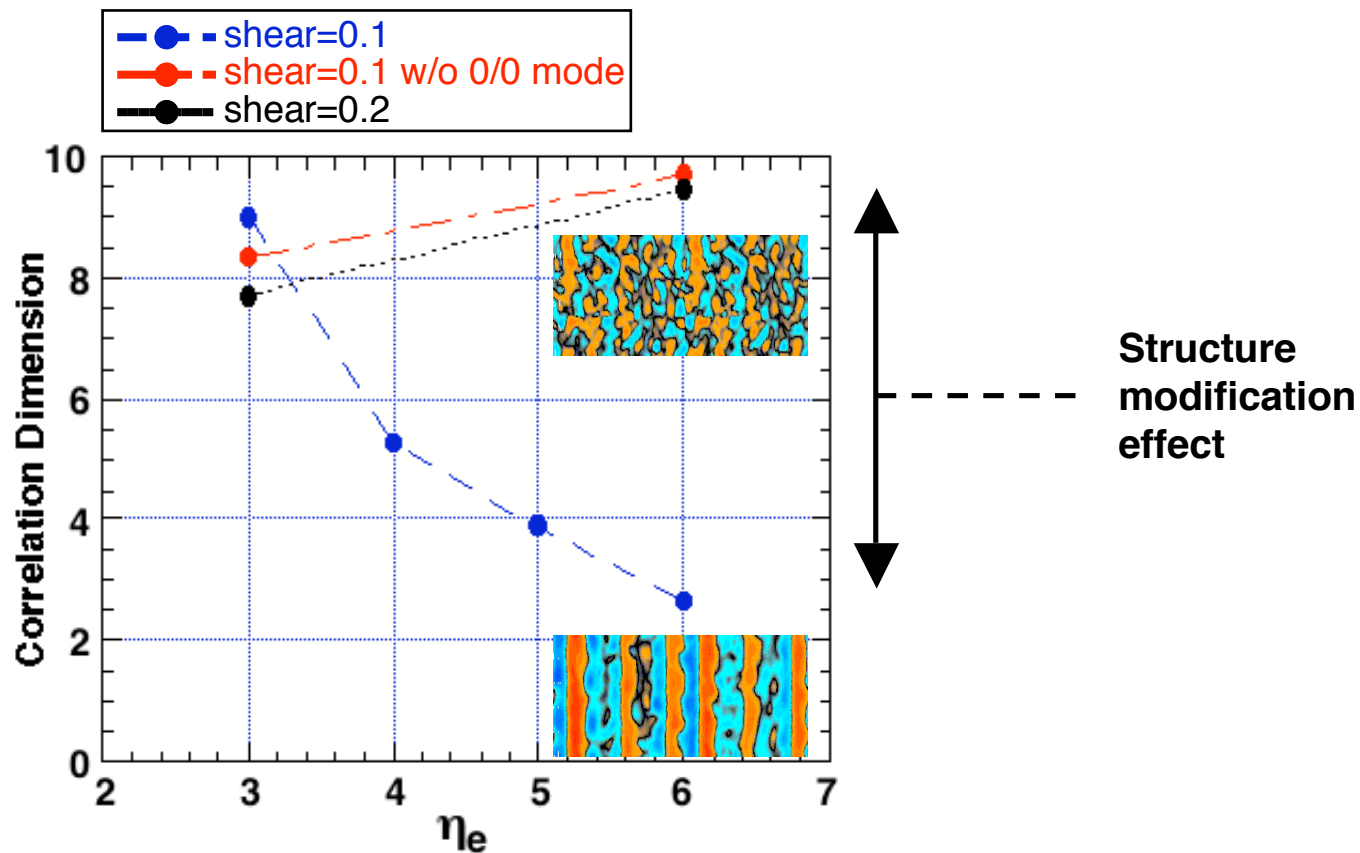 shear=0.1
shear=0.1 w/o 0/0 mode
shear=0.2
10
8
6
4
2
0
Correlation Dimension
2 3 4 5 6 7
ηe
Structure
modification
effect